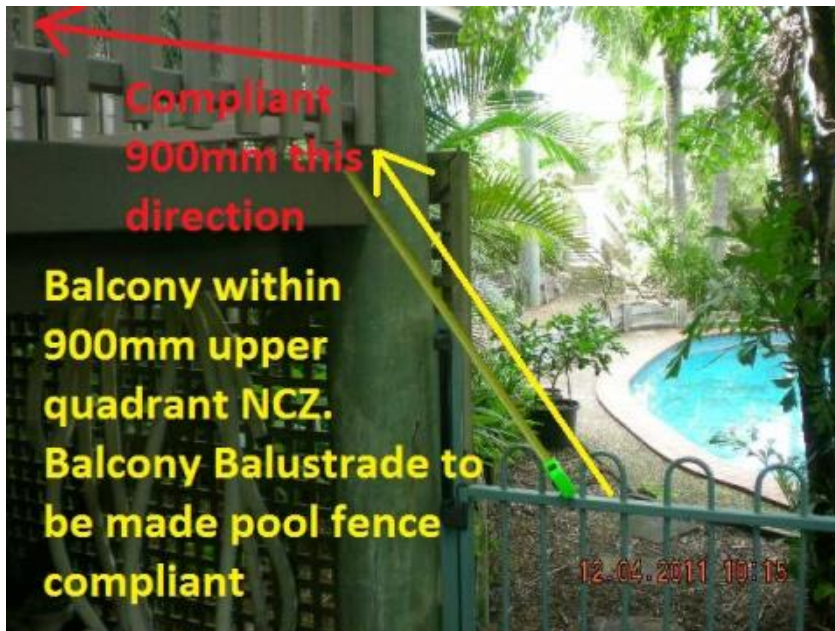 Compliant
900mm this
direction
Balcony within
900mm upper
quadrant NCZ.
Balcony Balustrade to
be made pool fence
compliant
12.04.2011 10:15